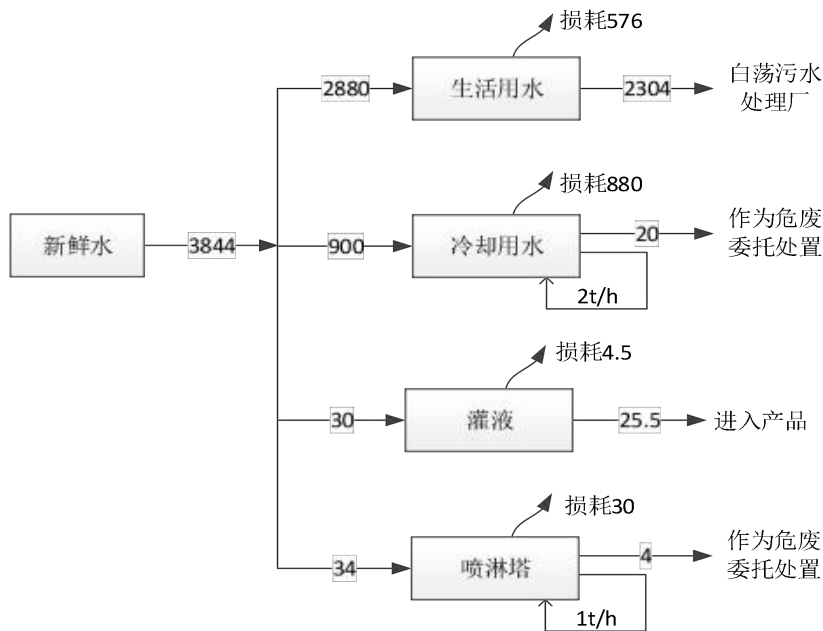 损耗576
2880
生活用水
2304
白荡污水
处理厂
新鲜水
3844
损耗880
900
冷却用水
20
作为危废
委托处置
2t/h
损耗4.5
30
灌液
25.5
进入产品
损耗30
34
喷淋塔
4
作为危废
委托处置
1t/h